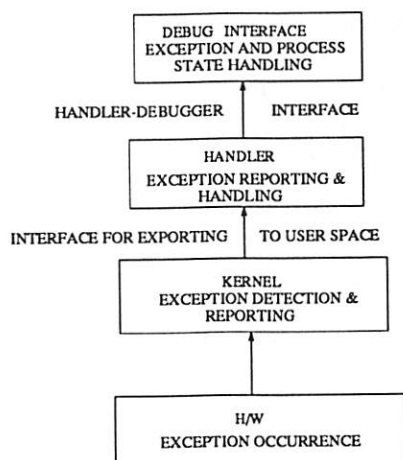 DEBUG INTERFACE
EXCEPTION AND PROCESS
STATE HANDLING
HANDLER-DEBUGGER INTERFACE
HANDLER
EXCEPTION REPORTING &
HANDLING
INTERFACE FOR EXPORTING TO USER SPACE
KERNEL
EXCEPTION DETECTION &
REPORTING
H/W
EXCEPTION OCCURRENCE